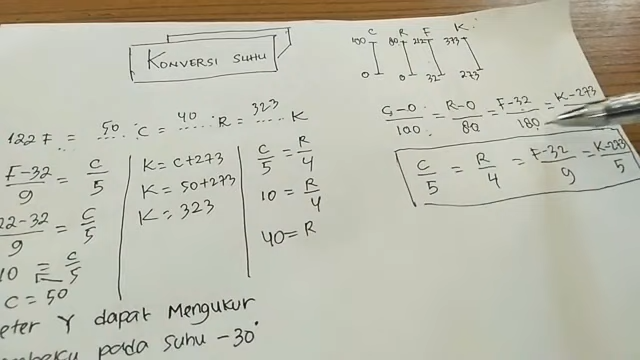 KONVERSI SUHU
C R F K
100 80 212 373
0 0 32 273
122 F = 50 C = 40 R = 323 K
F-32/9 = C/5
22-32/9 = C/5
10 = C/5
C = 50
K = C+273
K = 50+273
K = 323
C/5 = R/4
10 = R/4
40 = R
C-0/100 = R-0/80 = F-32/180 = K-273
C/5 = R/4 = F-32/9 = K-273/5
eter Y dapat Mengukur
pada suhu -30°